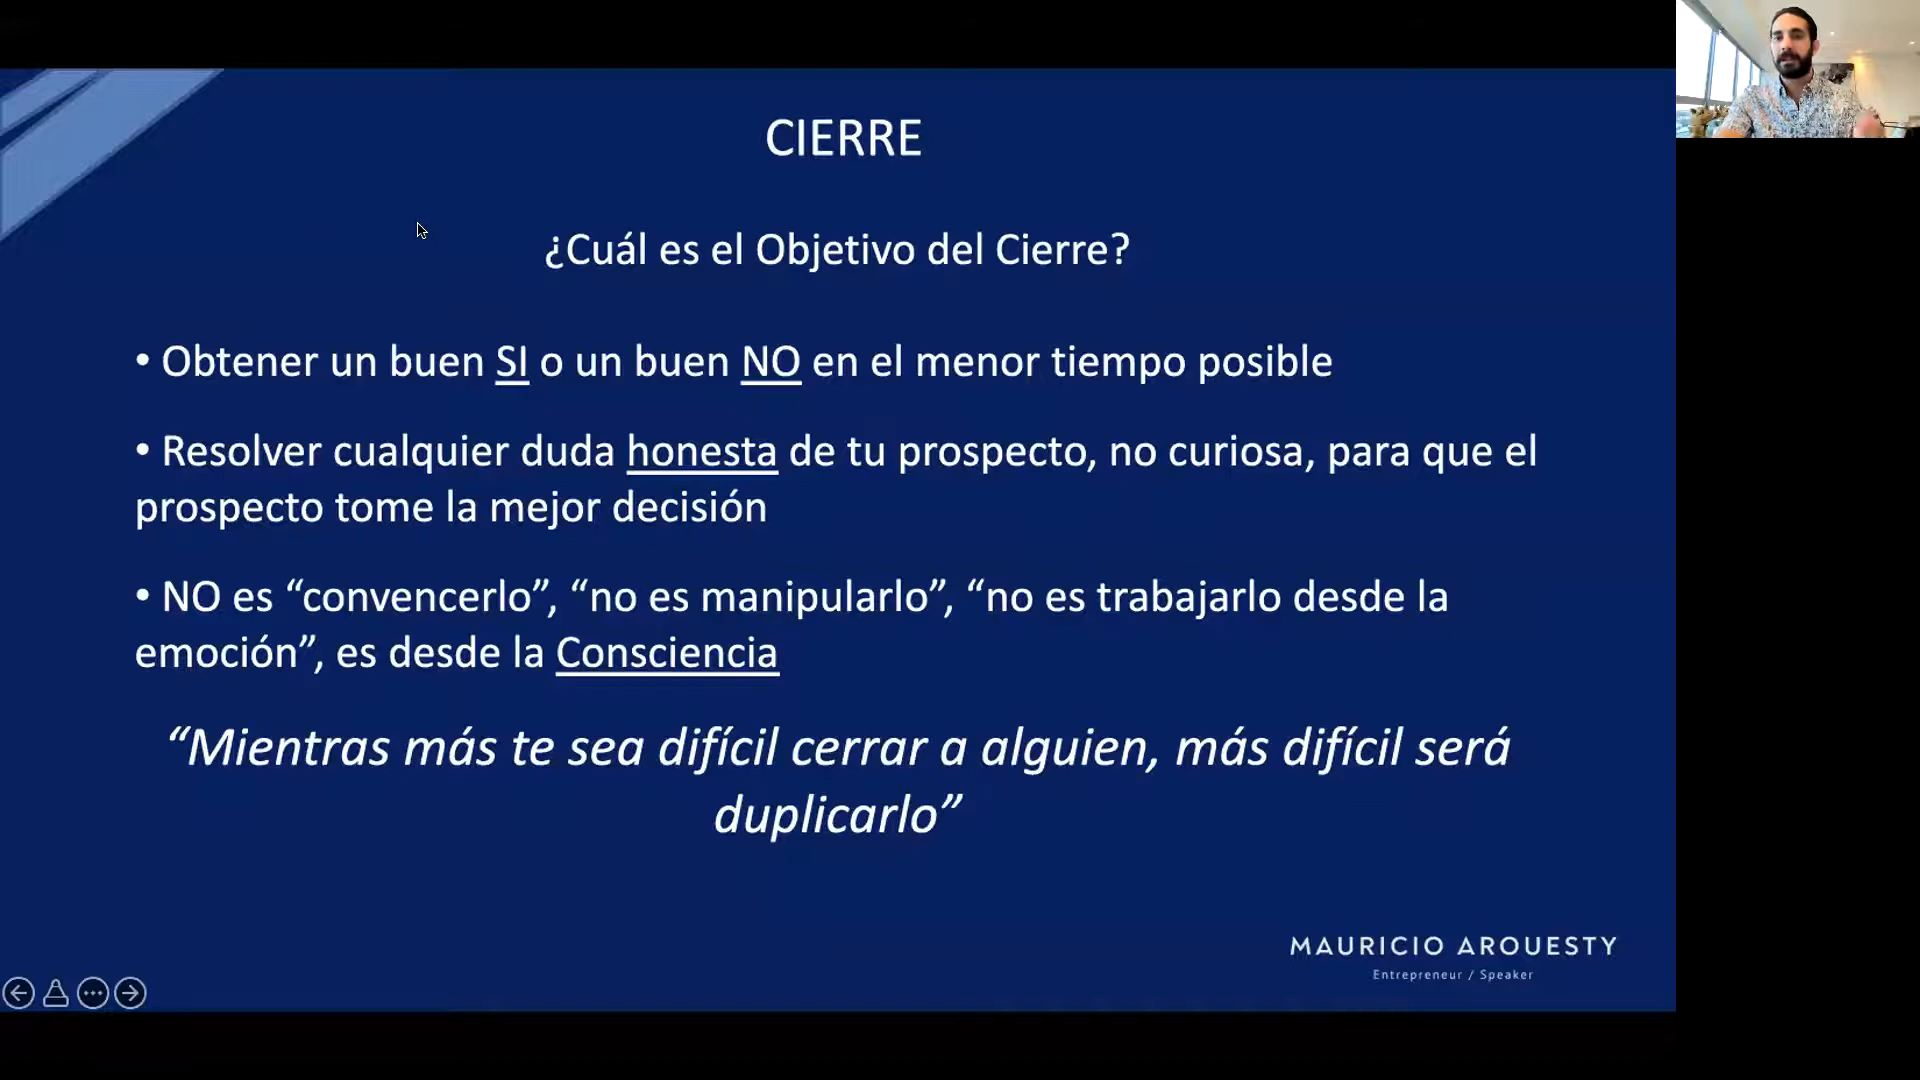 CIERRE
¿Cuál es el Objetivo del Cierre?
• Obtener un buen SI o un buen NO en el menor tiempo posible
• Resolver cualquier duda honesta de tu prospecto, no curiosa, para que el
prospecto tome la mejor decisión
• NO es “convencerlo”, “no es manipularlo”, “no es trabajarlo desde la
emoción”, es desde la Consciencia
“Mientras más te sea difícil cerrar a alguien, más difícil será
duplicarlo”
MAURICIO AROUESTY
Entrepreneur / Speaker